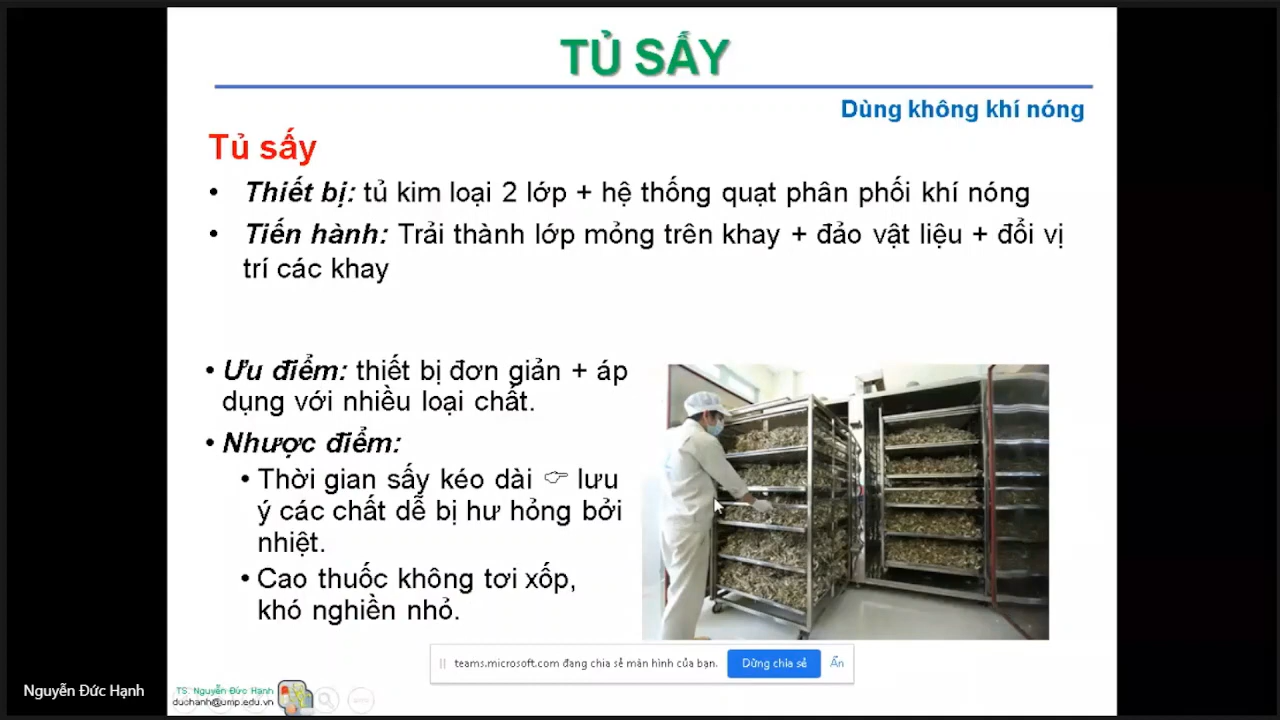 TỦ SẤY
Dùng không khí nóng
Tủ sấy
• Thiết bị: tủ kim loại 2 lớp + hệ thống quạt phân phối khí nóng
• Tiến hành: Trải thành lớp mỏng trên khay + đảo vật liệu + đổi vị
trí các khay
• Ưu điểm: thiết bị đơn giản + áp
dụng với nhiều loại chất.
• Nhược điểm:
• Thời gian sấy kéo dài 👉 lưu
ý các chất dễ bị hư hỏng bởi
nhiệt.
• Cao thuốc không tơi xốp,
khó nghiền nhỏ.
teams.microsoft.com đang chia sẻ màn hình của bạn. Dừng chia sẻ Ẩn
Nguyễn Đức Hạnh
TS. Nguyễn Đức Hạnh
duchanh@ump.edu.vn